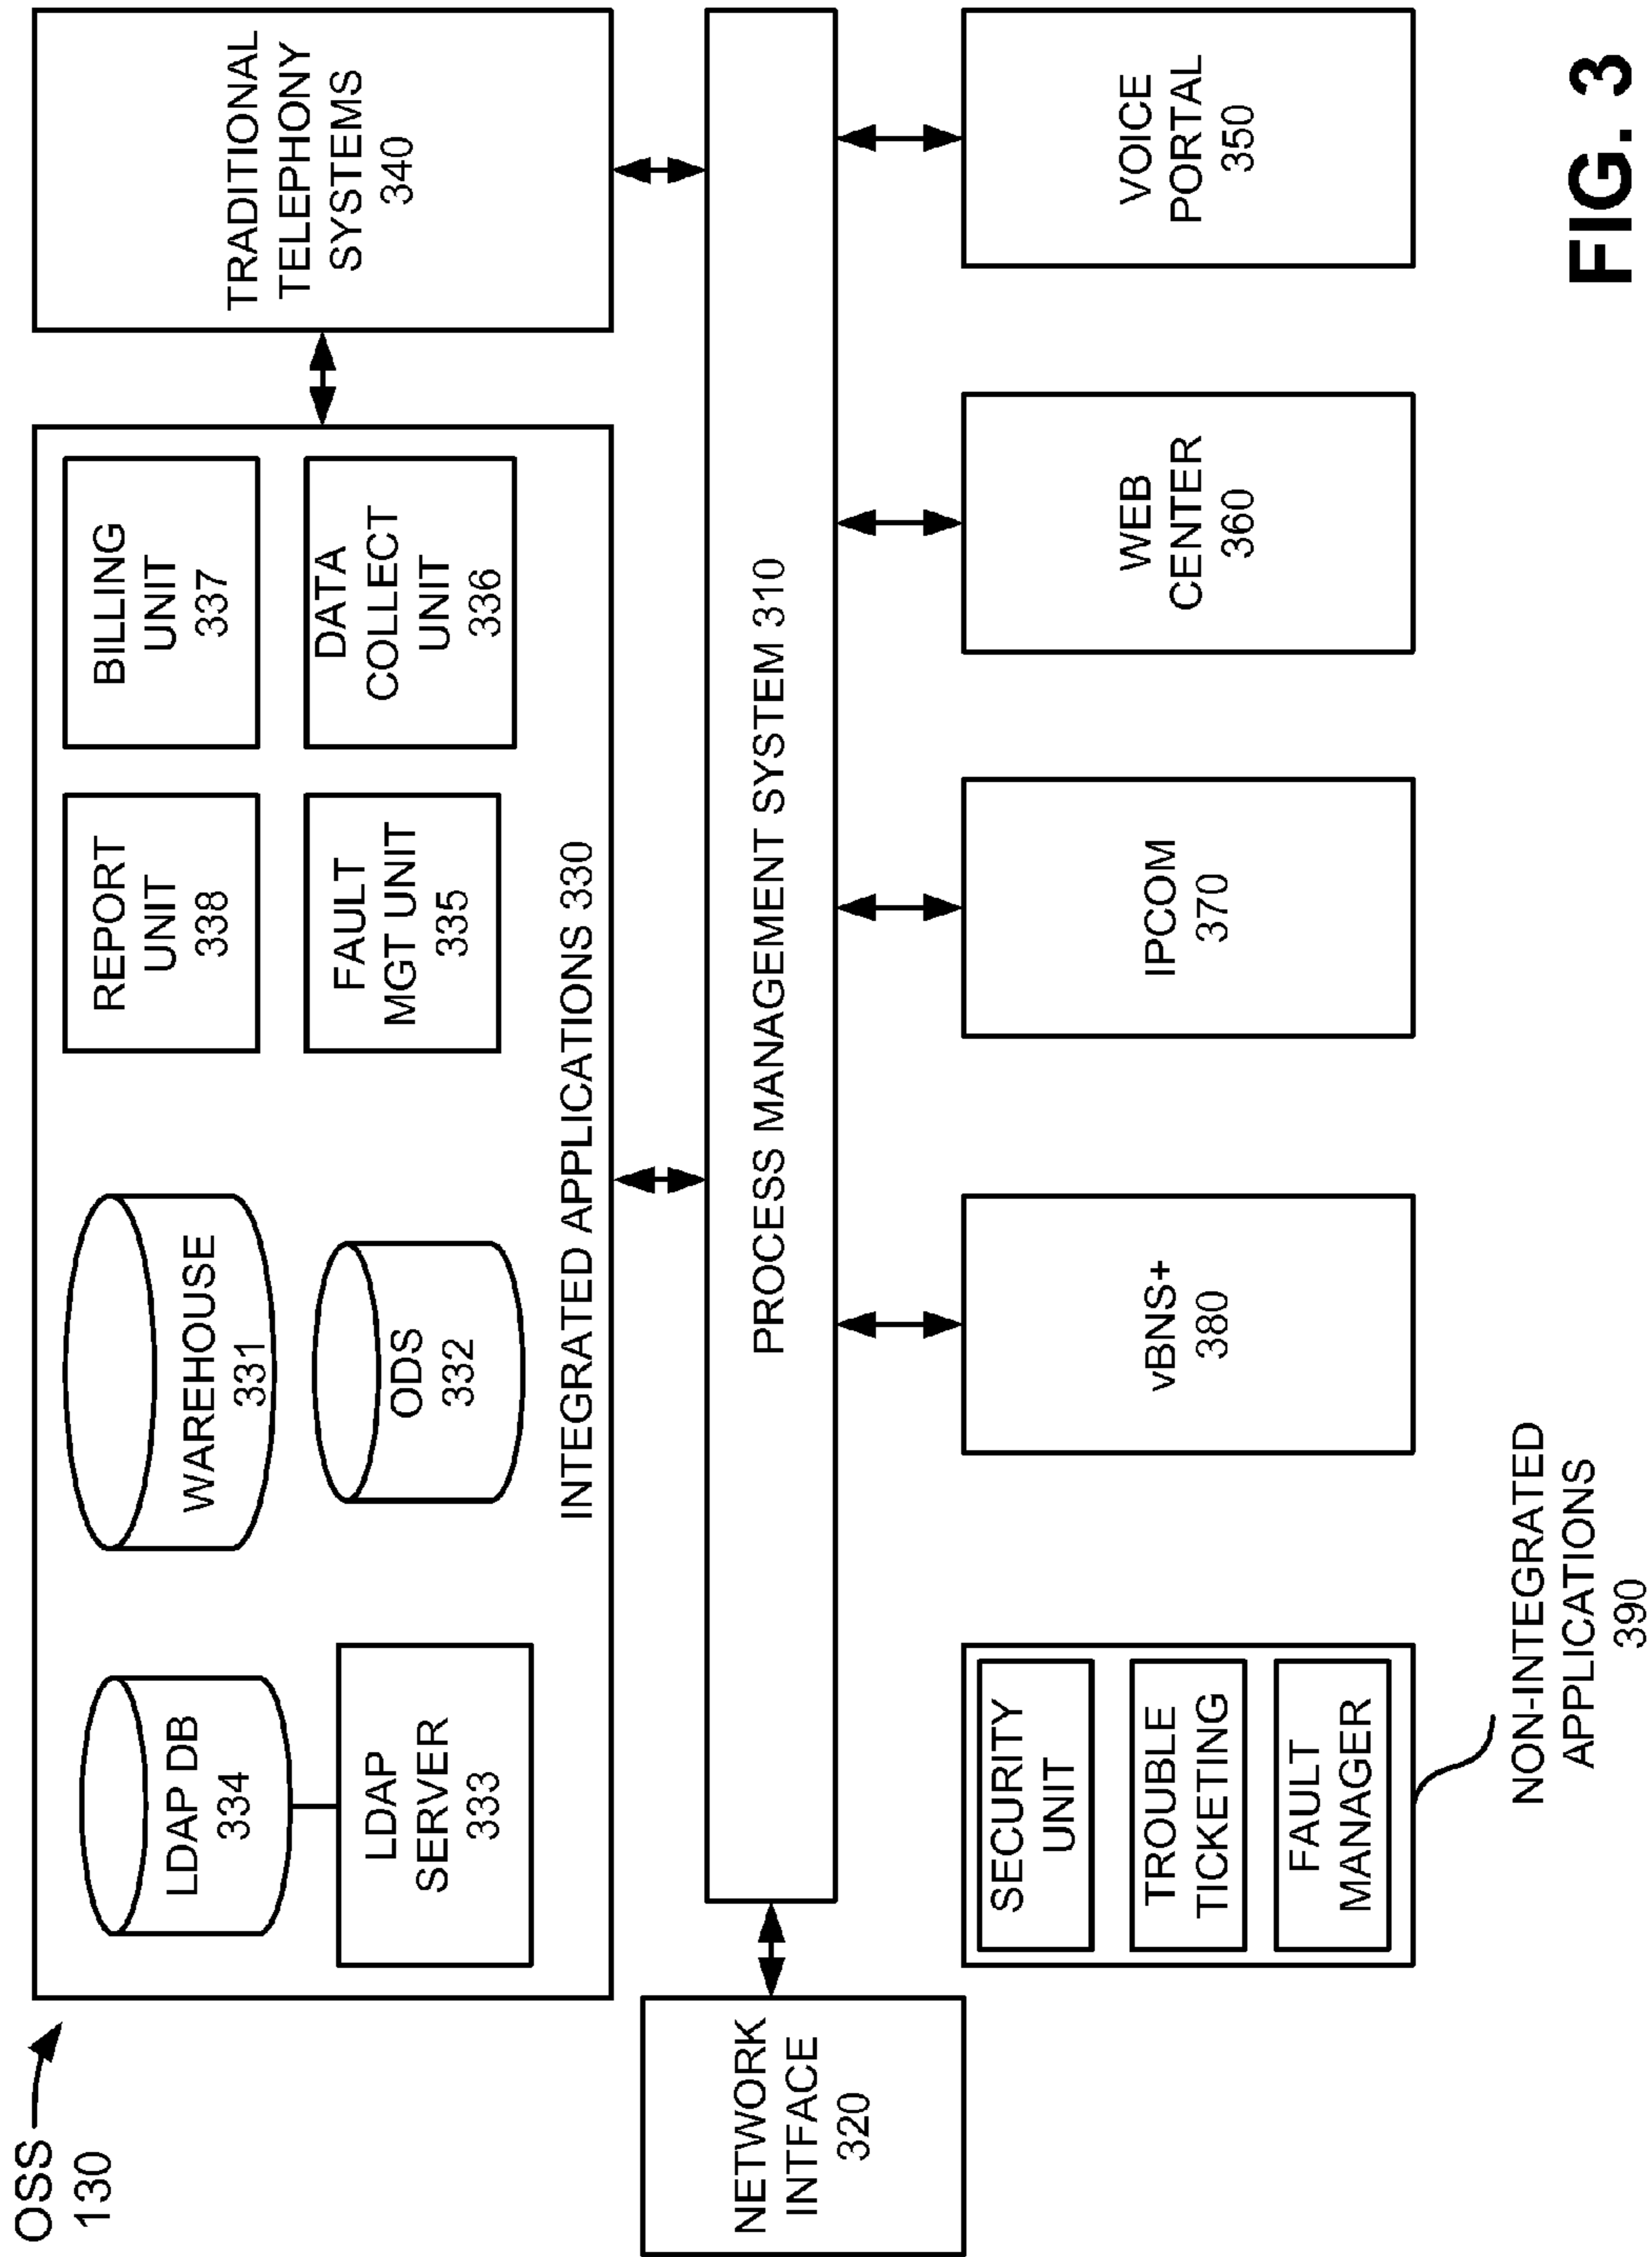 OSS
130
LDAP DB
334
LDAP
SERVER
333
WAREHOUSE
331
ODS
332
REPORT
UNIT
338
BILLING
UNIT
337
FAULT
MGT UNIT
335
DATA
COLLECT
UNIT
336
INTEGRATED APPLICATIONS 330
TRADITIONAL
TELEPHONY
SYSTEMS
340
NETWORK
INTFACE
320
PROCESS MANAGEMENT SYSTEM 310
SECURITY
UNIT
TROUBLE
TICKETING
FAULT
MANAGER
NON-INTEGRATED
APPLICATIONS
390
vBNS+
380
IPCOM
370
WEB
CENTER
360
VOICE
PORTAL
350
FIG. 3